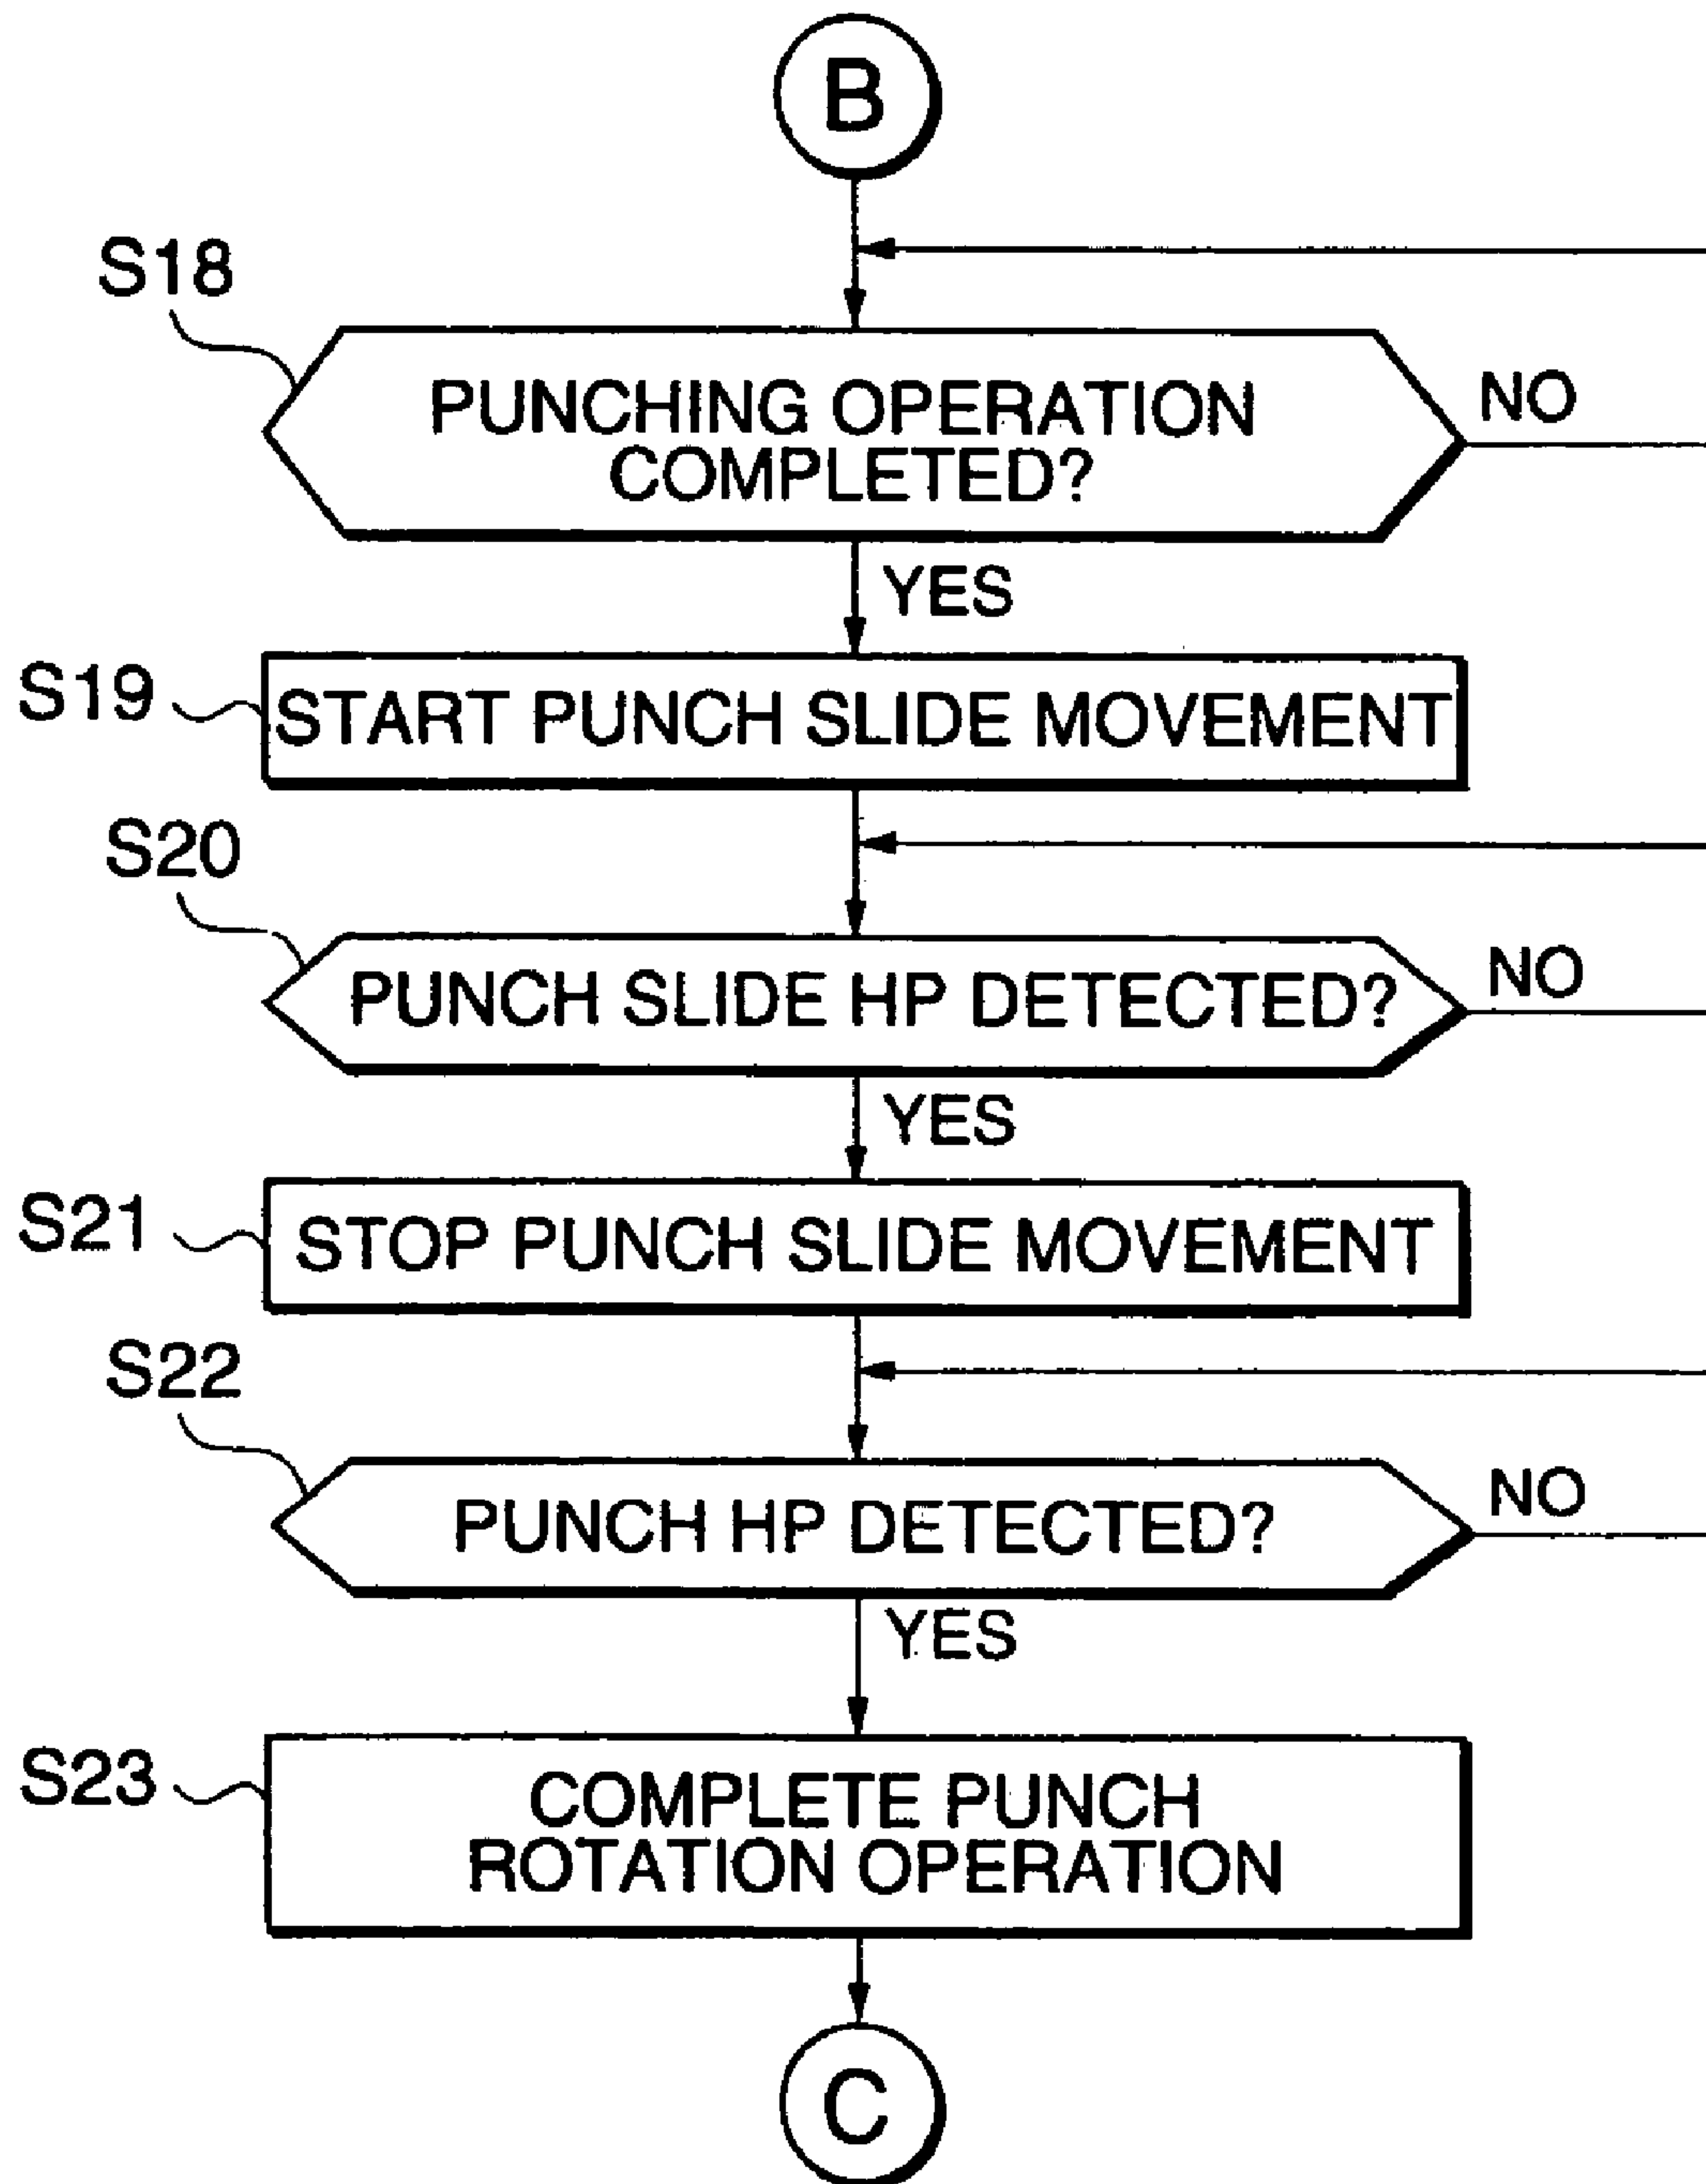 B
S18
PUNCHING OPERATION
COMPLETED?
NO
YES
S19
START PUNCH SLIDE MOVEMENT
S20
PUNCH SLIDE HP DETECTED?
NO
YES
S21
STOP PUNCH SLIDE MOVEMENT
S22
PUNCH HP DETECTED?
NO
YES
S23
COMPLETE PUNCH
ROTATION OPERATION
C